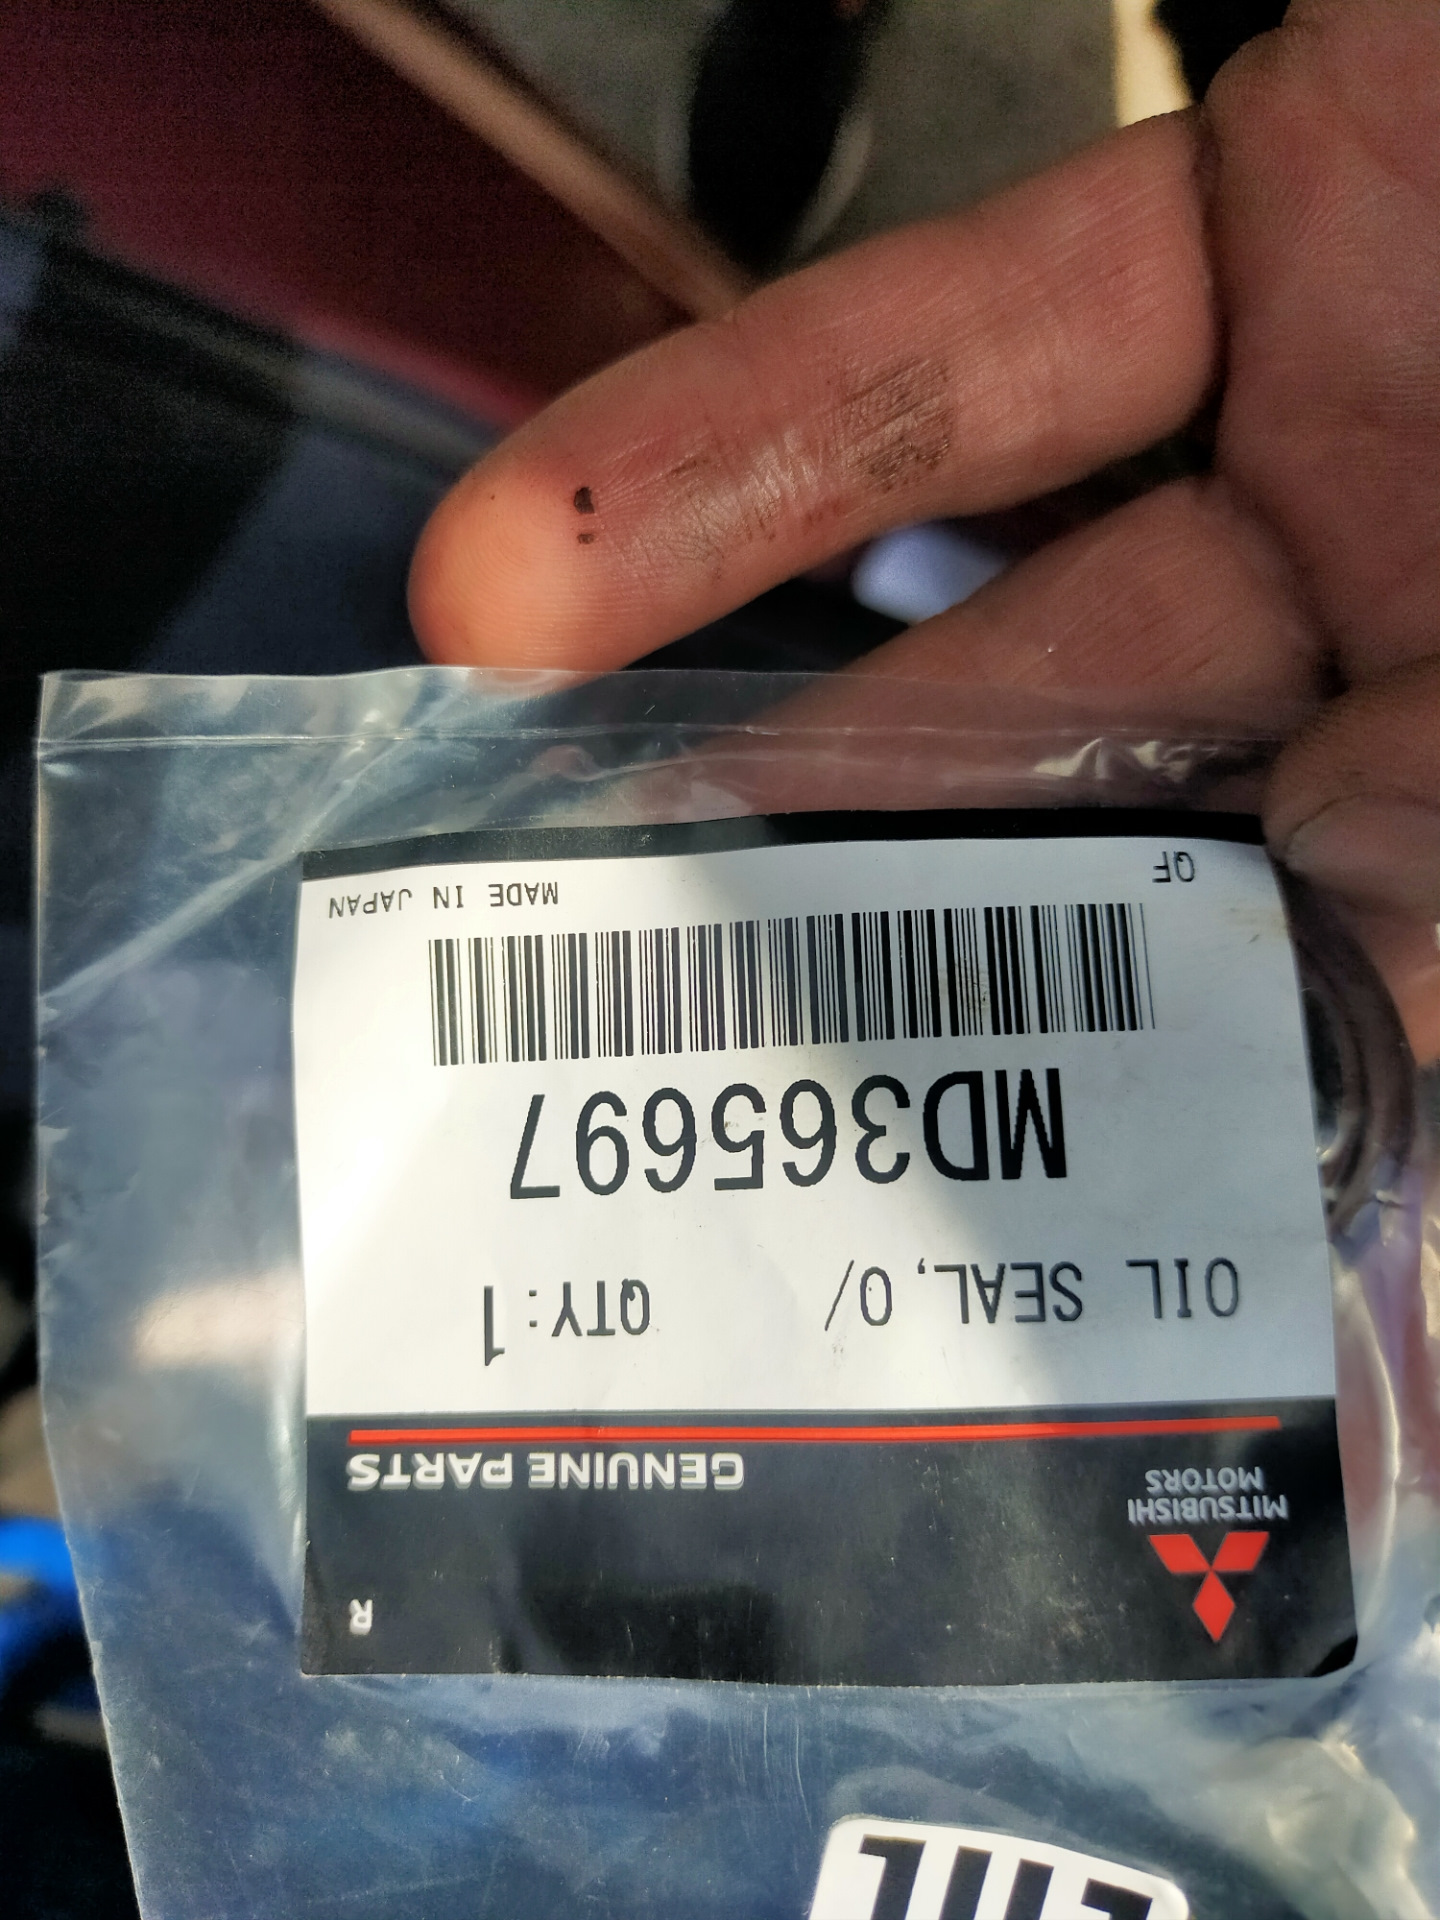 R
MITSUBISHI
MOTORS
GENUINE PARTS
OIL SEAL,O/ QTY:1
MD365697
QF MADE IN JAPAN